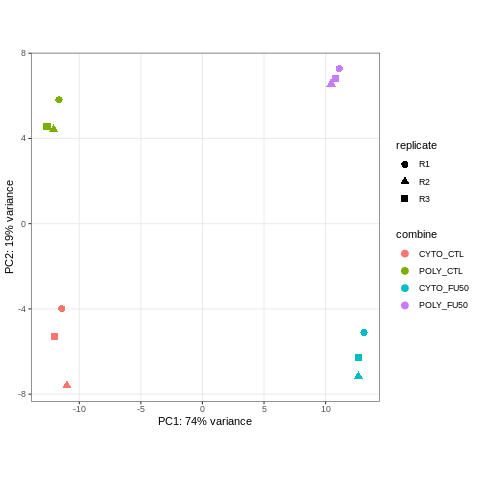 8
4
0
-4
-8
PC2: 19% variance
-10
-5
0
5
10
PC1: 74% variance
replicate
R1
R2
R3
combine
CYTO_CTL
POLY_CTL
CYTO_FU50
POLY_FU50